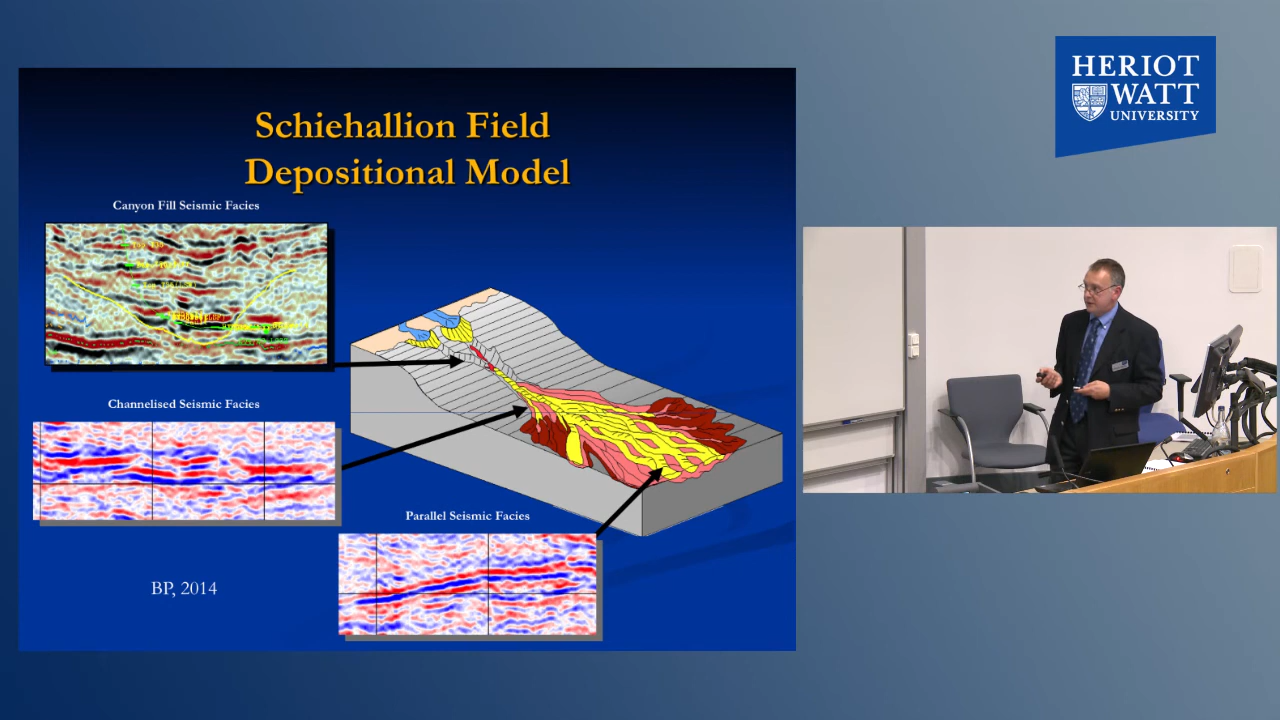 Schiehallion Field
Depositional Model
Canyon Fill Seismic Facies
Channelised Seismic Facies
Parallel Seismic Facies
BP, 2014
HERIOT
WATT
UNIVERSITY